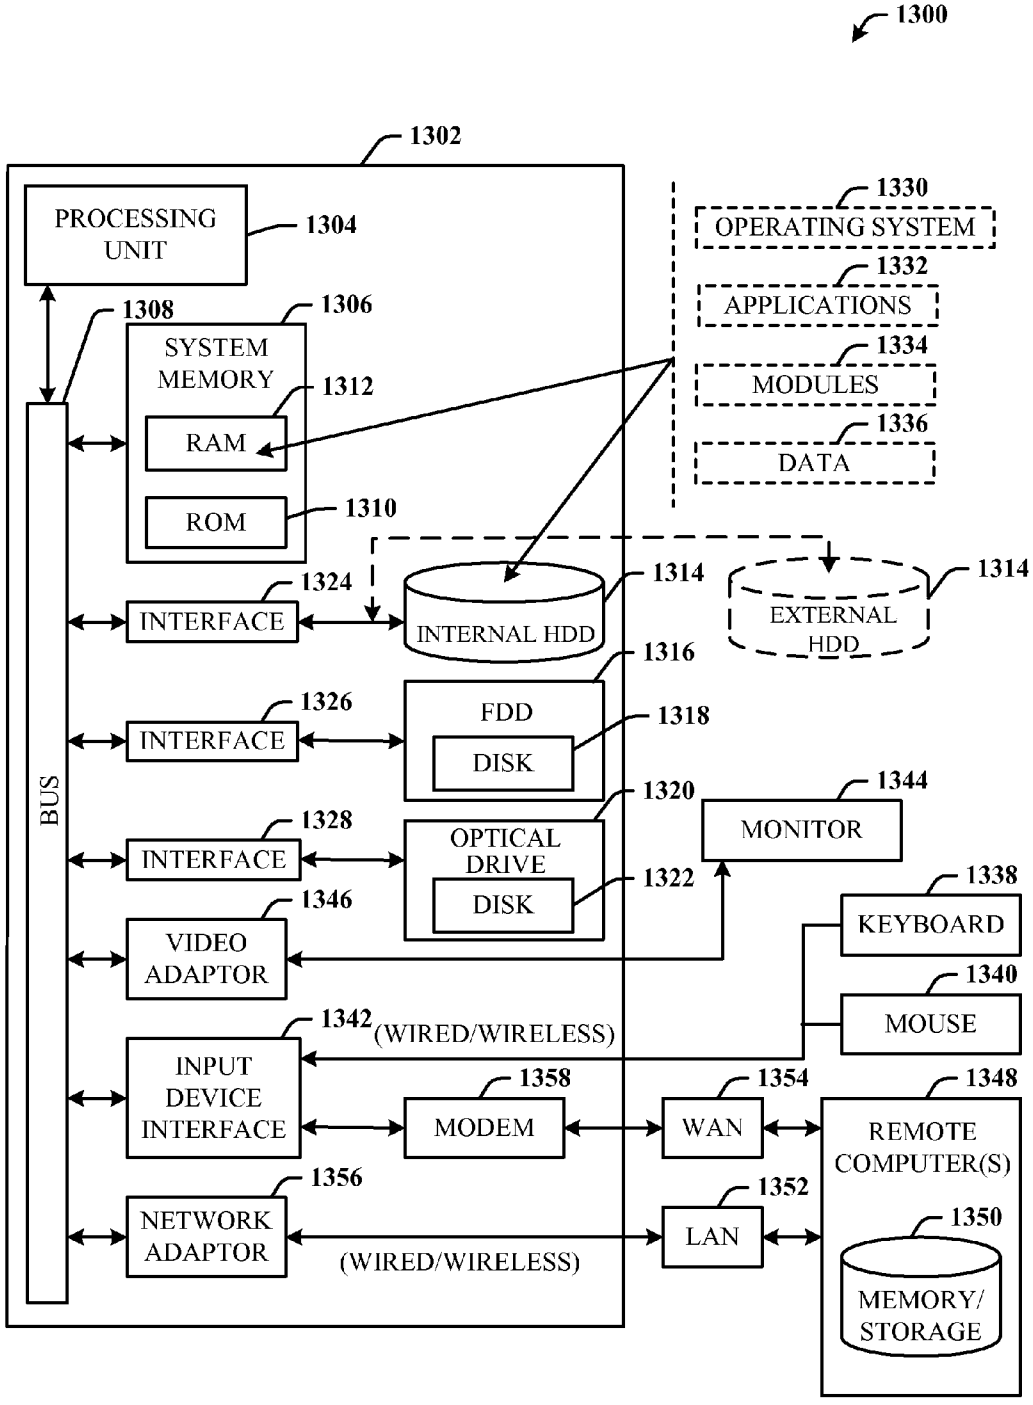 1300
1302
PROCESSING
UNIT
1304
1308
1306
SYSTEM
MEMORY
1312
RAM
1310
ROM
1330
OPERATING SYSTEM
1332
APPLICATIONS
1334
MODULES
1336
DATA
BUS
1324
INTERFACE
1314
INTERNAL HDD
1314
EXTERNAL
HDD
1326
INTERFACE
1316
FDD
1318
DISK
1328
INTERFACE
1320
OPTICAL
DRIVE
1322
DISK
1344
MONITOR
1346
VIDEO
ADAPTOR
1338
KEYBOARD
1340
MOUSE
1342
(WIRED/WIRELESS)
INPUT
DEVICE
INTERFACE
1358
MODEM
1354
WAN
1348
REMOTE
COMPUTER(S)
1356
NETWORK
ADAPTOR
(WIRED/WIRELESS)
1352
LAN
1350
MEMORY/
STORAGE